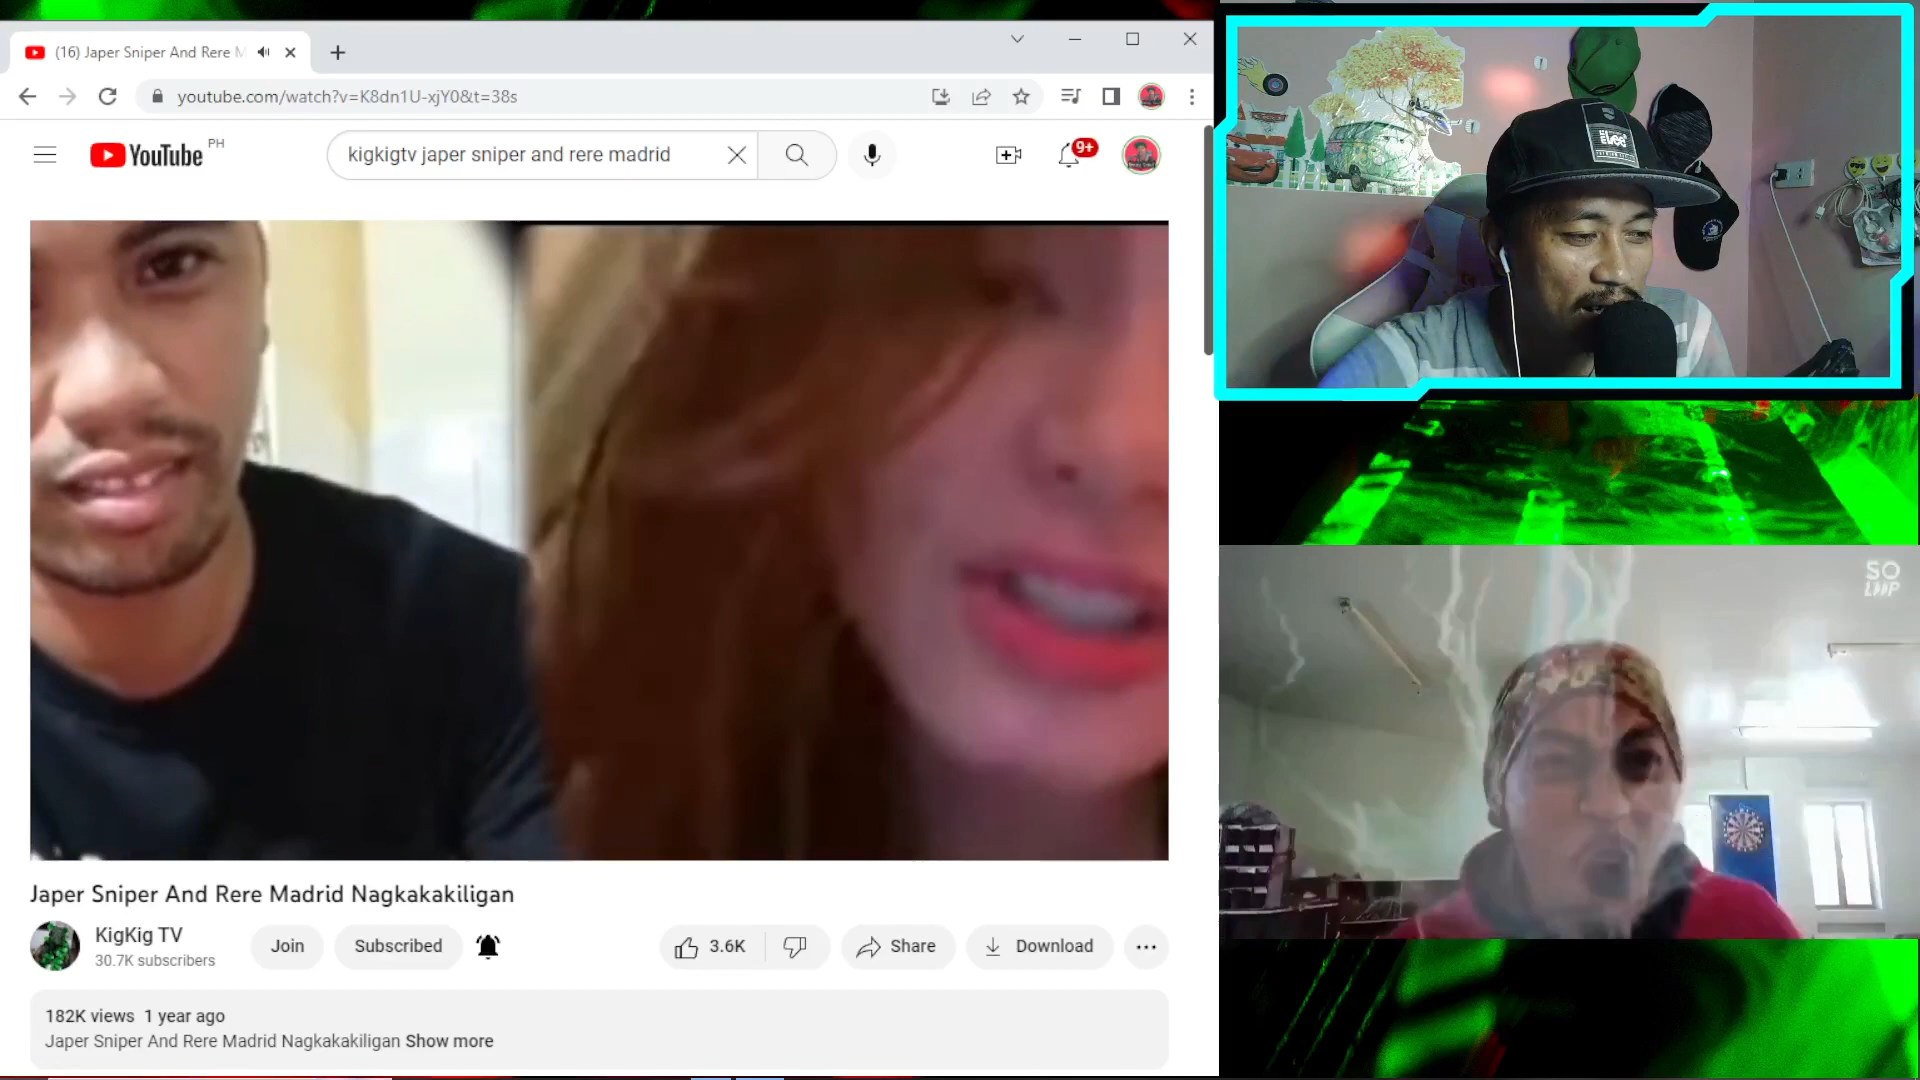 (16) Japer Sniper And Rere M
youtube.com/watch?v=K8dn1U-xjY0&t=38s
YouTube PH
kigkigtv japer sniper and rere madrid
9+
SO
LOOP
Japer Sniper And Rere Madrid Nagkakakiligan
KigKig TV
30.7K subscribers
Join
Subscribed
3.6K
Share
Download
182K views 1 year ago
Japer Sniper And Rere Madrid Nagkakakiligan Show more